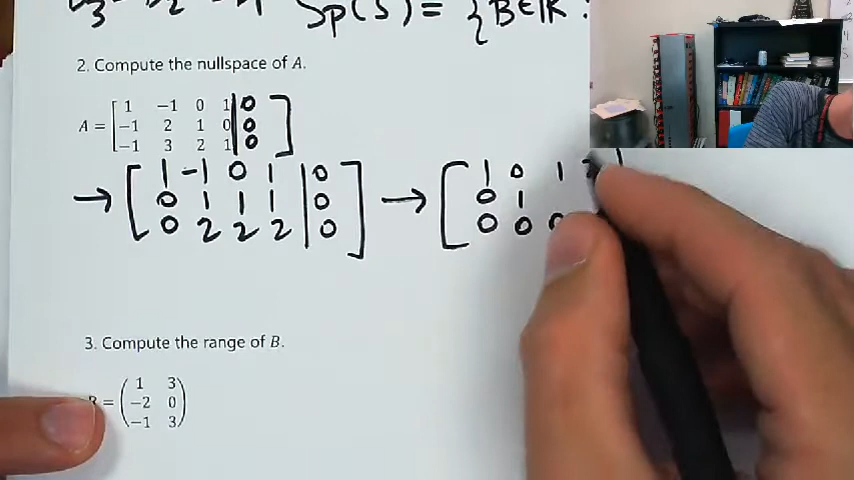 Sp(S) = {B∈ℝ :
2. Compute the nullspace of A.
A = [ 1 −1 0 1 | 0
−1 2 1 0 | 0
−1 3 2 1 | 0 ]
→ [ 1 -1 0 1 | 0
0 1 1 1 | 0
0 2 2 2 | 0 ]
→ [ 1 0 1
0 1
0 0 0
3. Compute the range of B.
B = ( 1 3
−2 0
−1 3 )